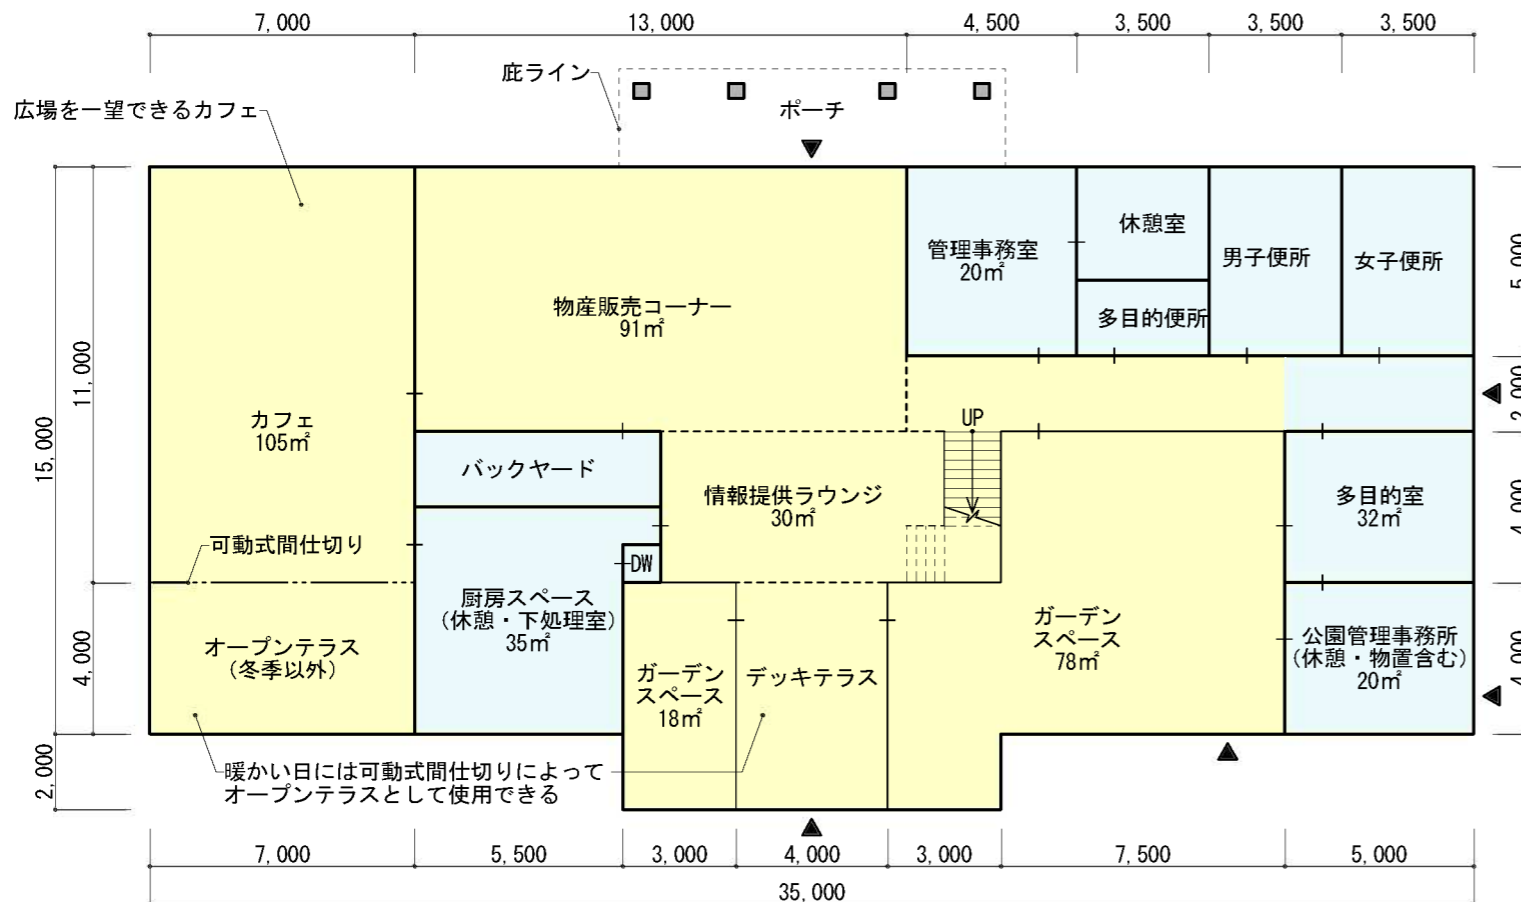 7,000
13,000
4,500
3,500
3,500
3,500
庇ライン
ポーチ
広場を一望できるカフェ
休憩室
管理事務室
20㎡
男子便所
女子便所
5,000
物産販売コーナー
91㎡
多目的便所
11,000
2,000
カフェ
105㎡
UP
15,000
バックヤード
情報提供ラウンジ
30㎡
多目的室
32㎡
4,000
可動式間仕切り
DW
厨房スペース
(休憩・下処理室)
35㎡
ガーデン
スペース
78㎡
公園管理事務所
(休憩・物置含む)
20㎡
4,000
4,000
オープンテラス
(冬季以外)
ガーデン
スペース
18㎡
デッキテラス
2,000
暖かい日には可動式間仕切りによって
オープンテラスとして使用できる
7,000
5,500
3,000
4,000
3,000
7,500
5,000
35,000